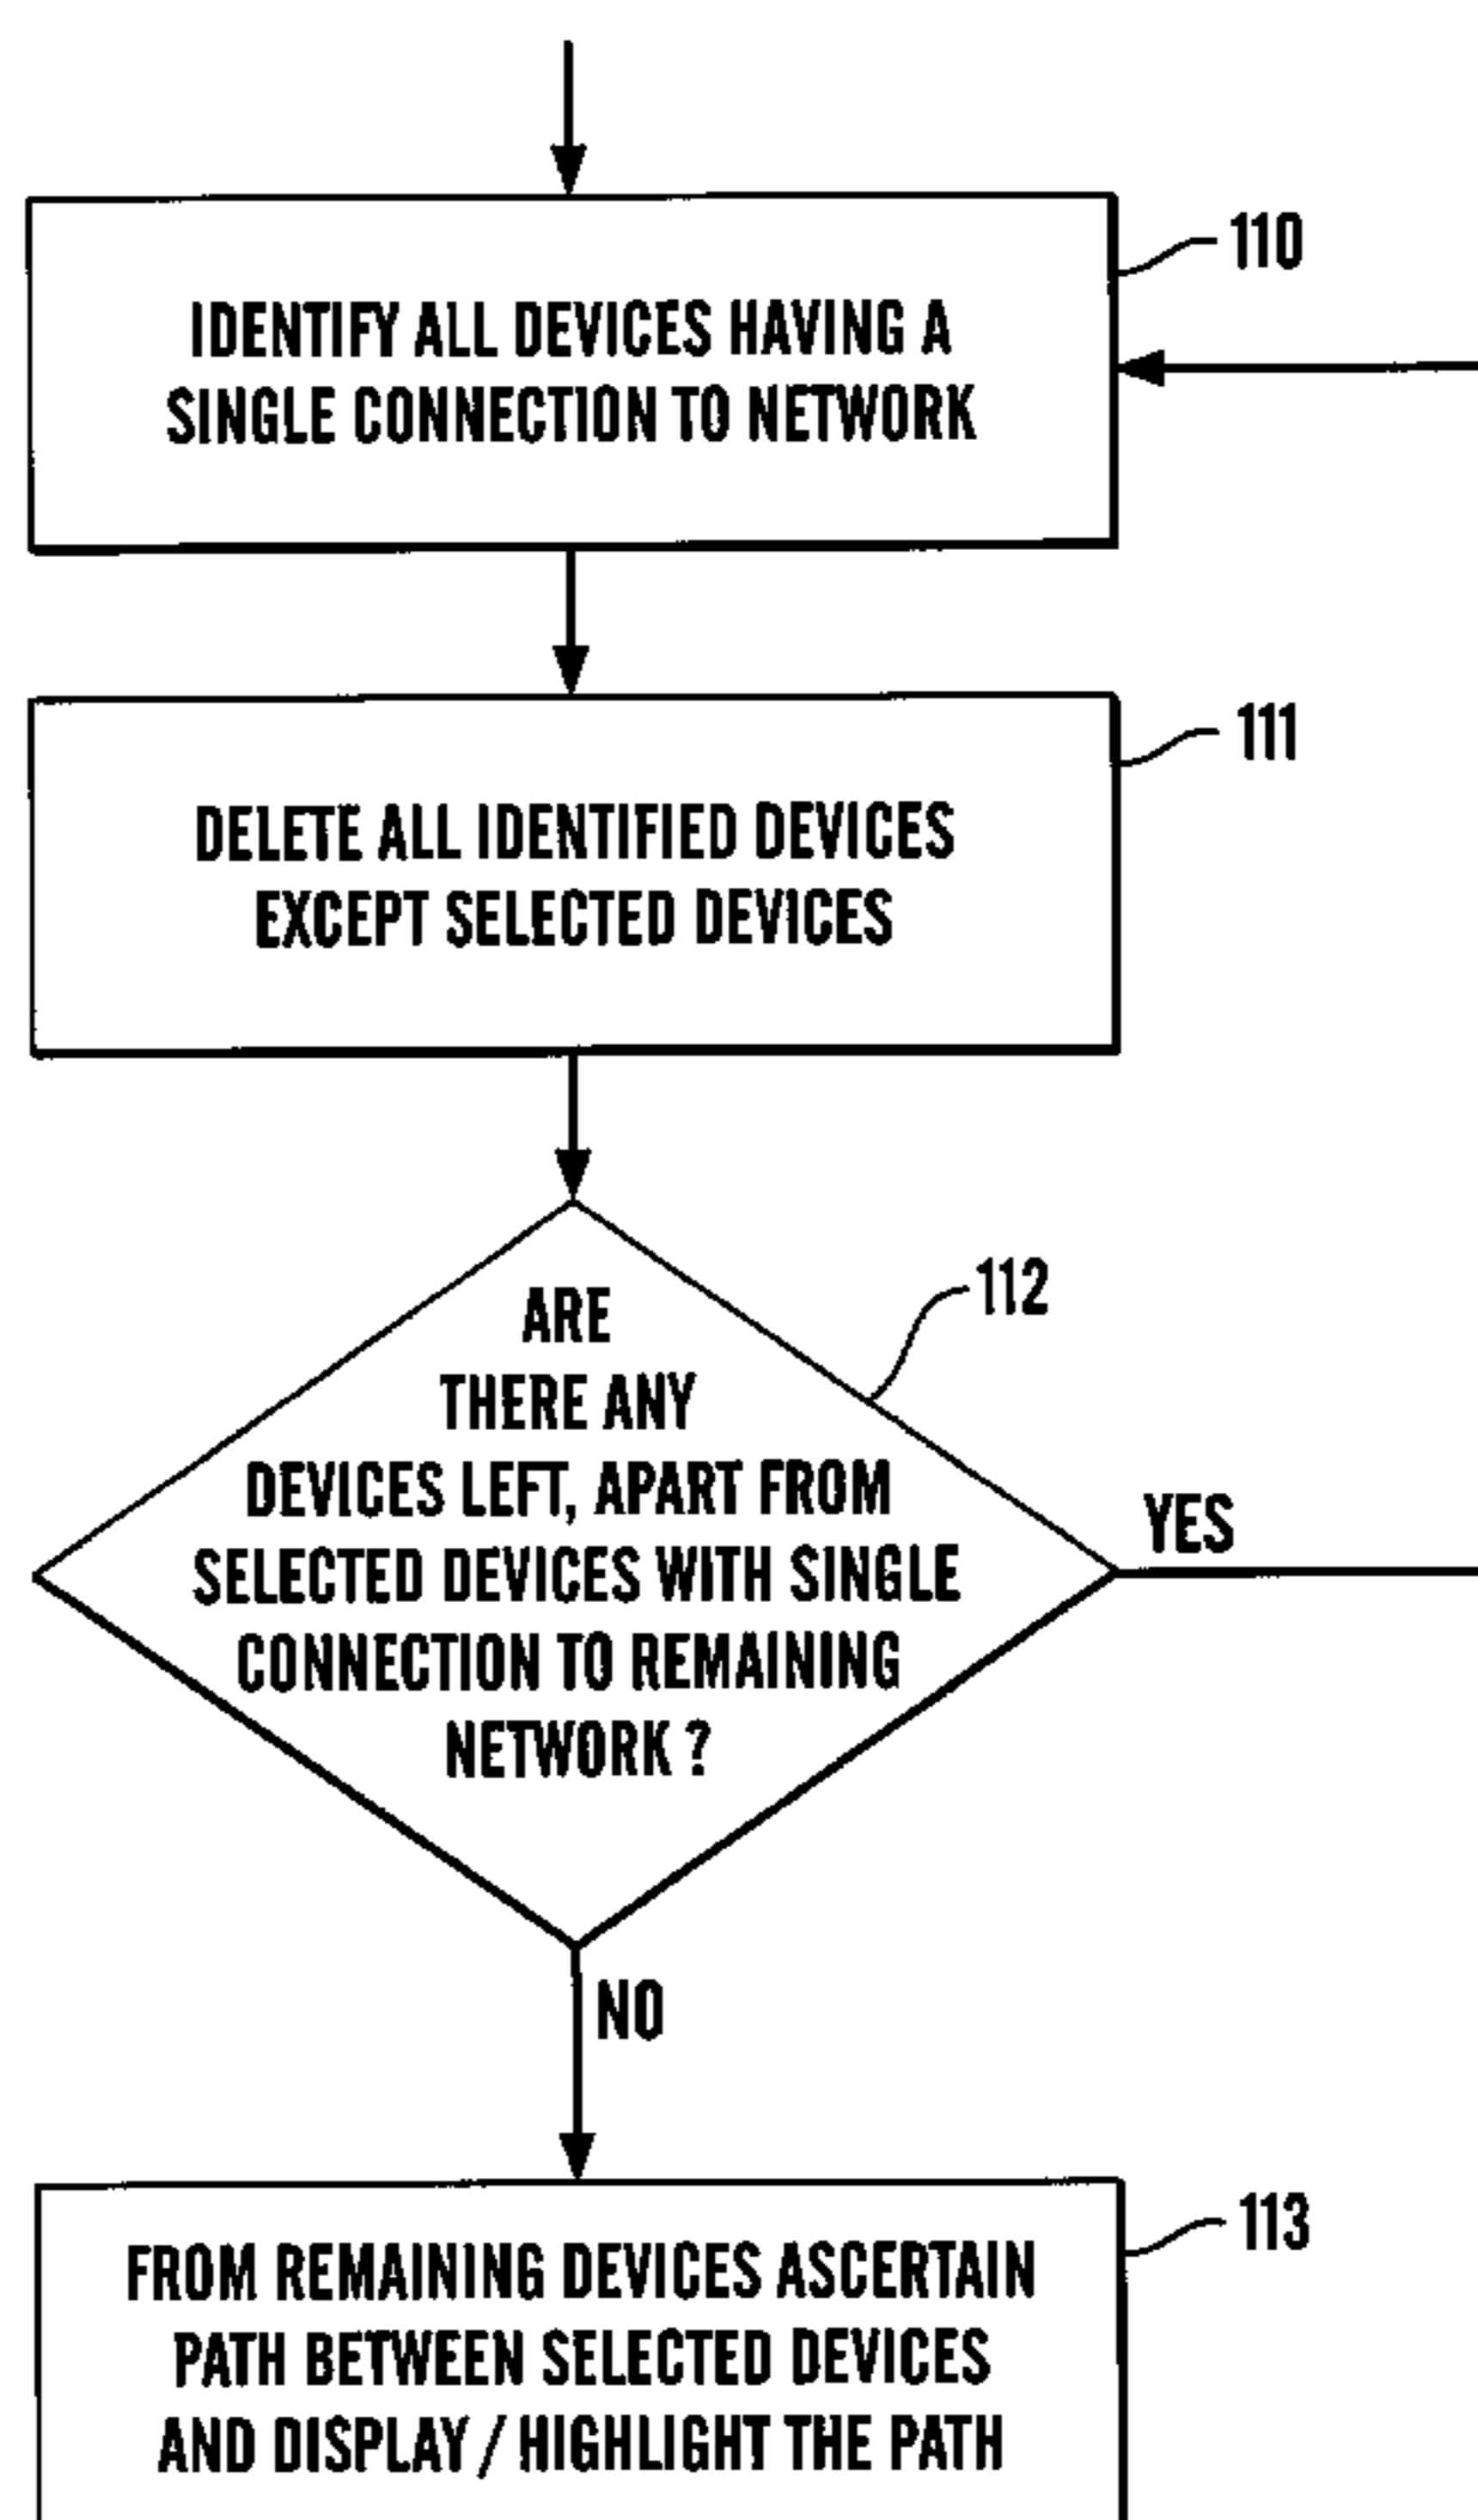 110
IDENTIFY ALL DEVICES HAVING A
SINGLE CONNECTION TO NETWORK
111
DELETE ALL IDENTIFIED DEVICES
EXCEPT SELECTED DEVICES
112
ARE
THERE ANY
DEVICES LEFT, APART FROM
SELECTED DEVICES WITH SINGLE
CONNECTION TO REMAINING
NETWORK ?
YES
NO
113
FROM REMAINING DEVICES ASCERTAIN
PATH BETWEEN SELECTED DEVICES
AND DISPLAY/HIGHLIGHT THE PATH